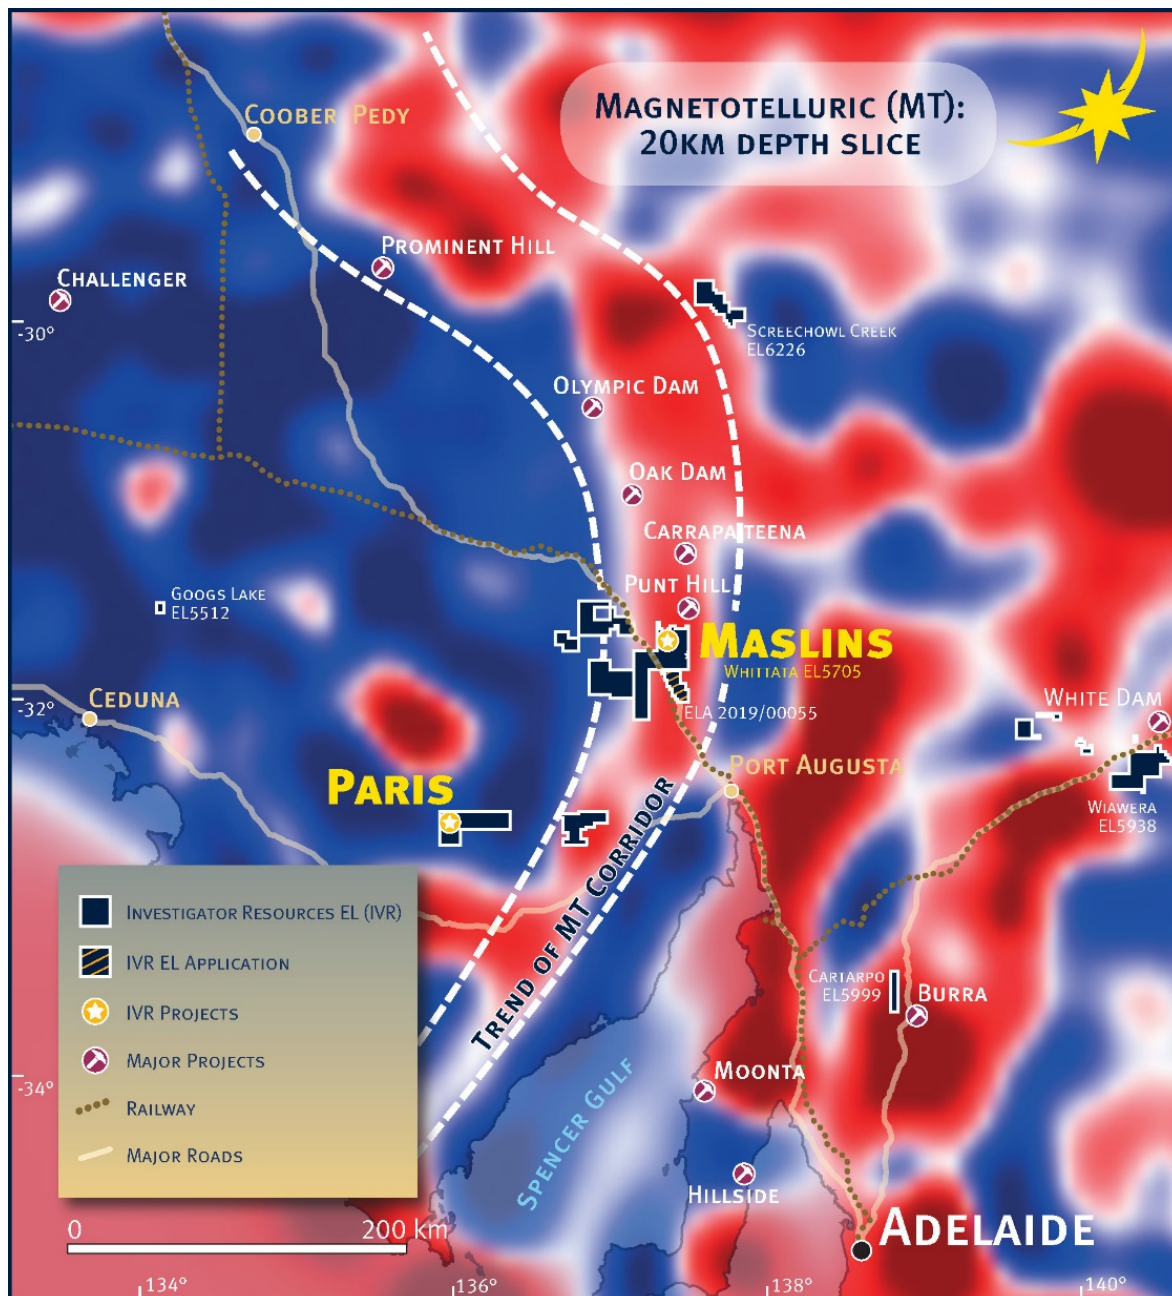 MAGNETOTELLURIC (MT):
20KM DEPTH SLICE
COOBER PEDY
PROMINENT HILL
CHALLENGER
-30°
SCREECHOWL CREEK
EL6226
OLYMPIC DAM
OAK DAM
CARRAPATEENA
PUNT HILL
GOOGS LAKE
EL5512
MASLINS
WHITTATA EL5705
-32°
CEDUNA
ELA 2019/00055
WHITE DAM
PORT AUGUSTA
PARIS
WIAWERA
EL5938
TREND OF MT CORRIDOR
INVESTIGATOR RESOURCES EL (IVR)
IVR EL APPLICATION
IVR PROJECTS
MAJOR PROJECTS
RAILWAY
MAJOR ROADS
CARTARPO
EL5999
BURRA
-34°
MOONTA
SPENCER GULF
HILLSIDE
ADELAIDE
0 200 km
134° 136° 138° 140°